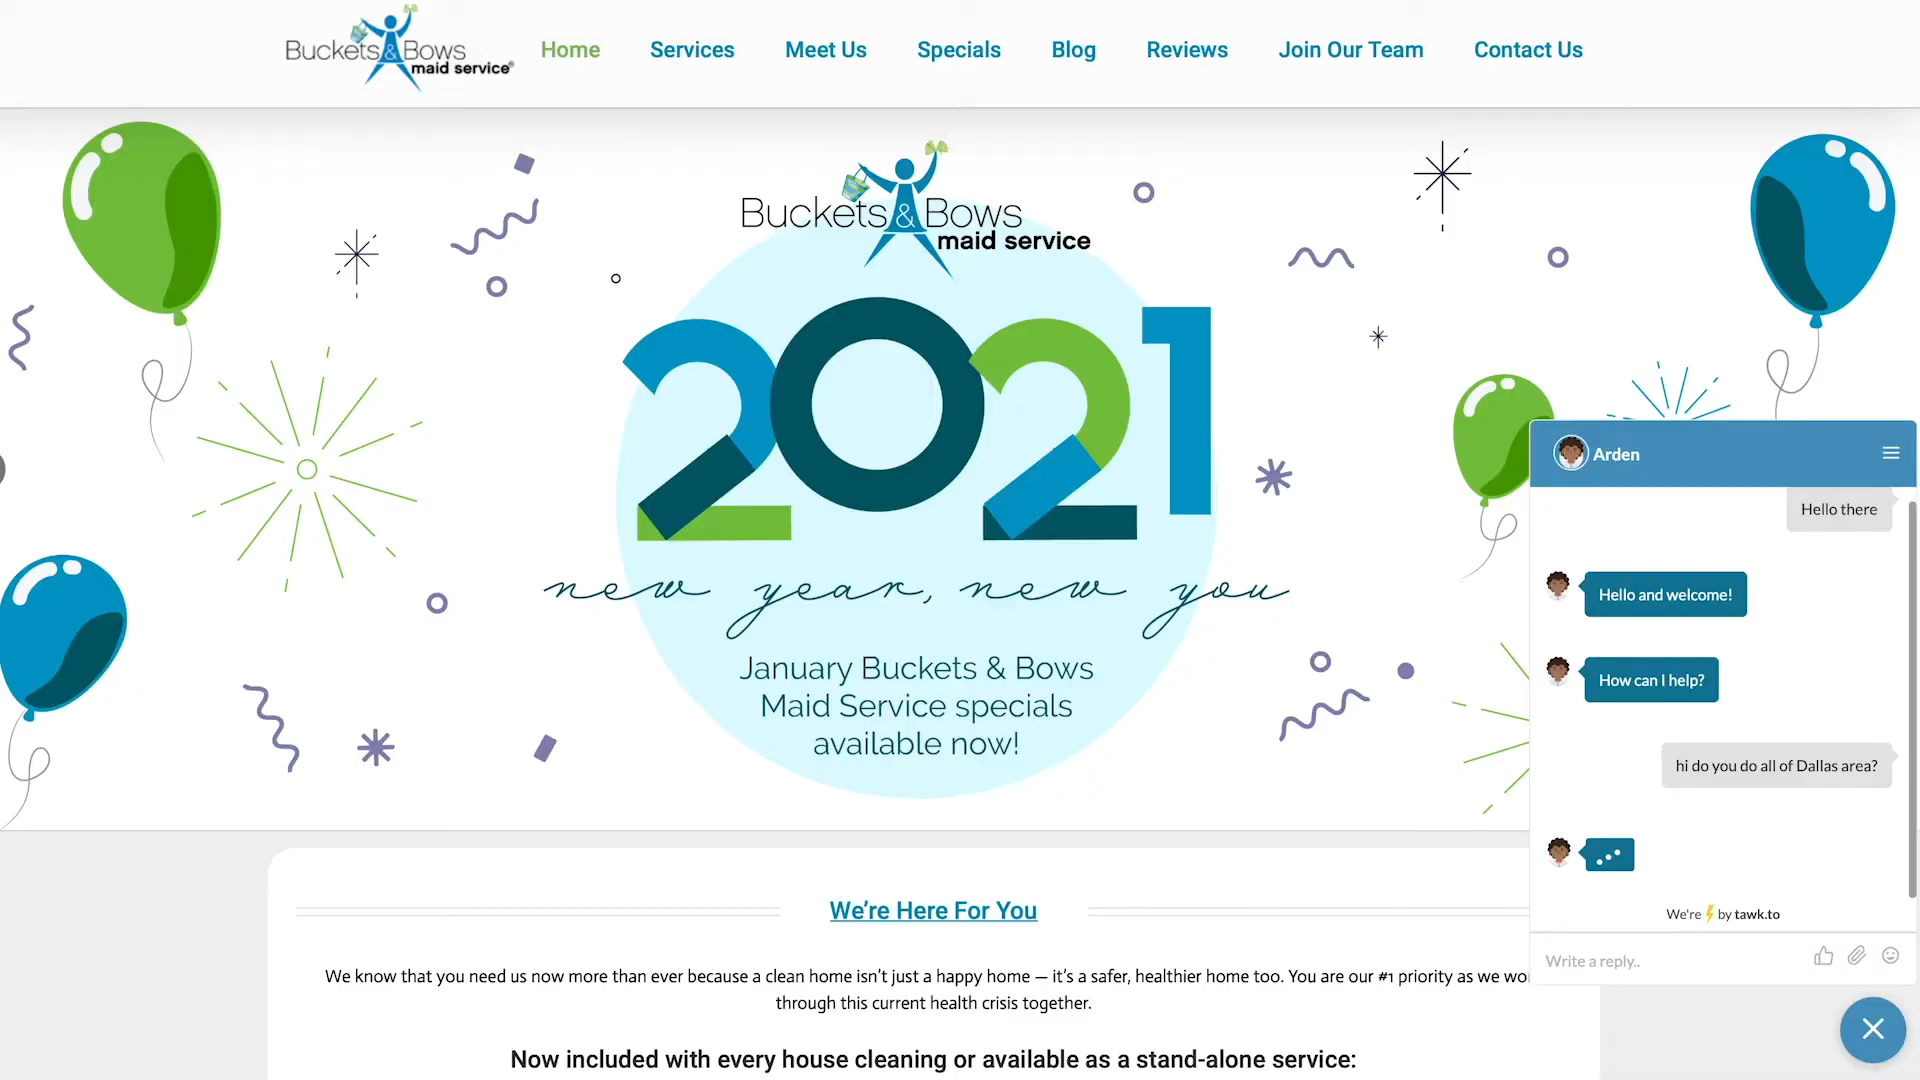 Buckets & Bows
maid service®
Home
Services
Meet Us
Specials
Blog
Reviews
Join Our Team
Contact Us
Buckets & Bows
maid service
2021
new year, new you
January Buckets & Bows
Maid Service specials
available now!
Arden
Hello there
Hello and welcome!
How can I help?
hi do you do all of Dallas area?
We're ⚡ by tawk.to
Write a reply..
We're Here For You
We know that you need us now more than ever because a clean home isn't just a happy home – it's a safer, healthier home too. You are our #1 priority as we wo
through this current health crisis together.
Now included with every house cleaning or available as a stand-alone service: